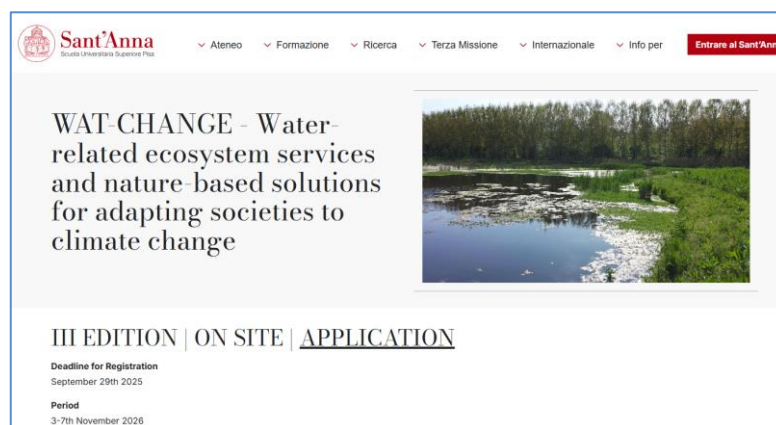 Sant'Anna
Scuola Universitaria Superiore Pisa
Ateneo
Formazione
Ricerca
Terza Missione
Internazionale
Info per
Entrare al Sant'Ann
WAT-CHANGE - Water-
related ecosystem services
and nature-based solutions
for adapting societies to
climate change
III EDITION | ON SITE | APPLICATION
Deadline for Registration
September 29th 2025
Period
3-7th November 2026